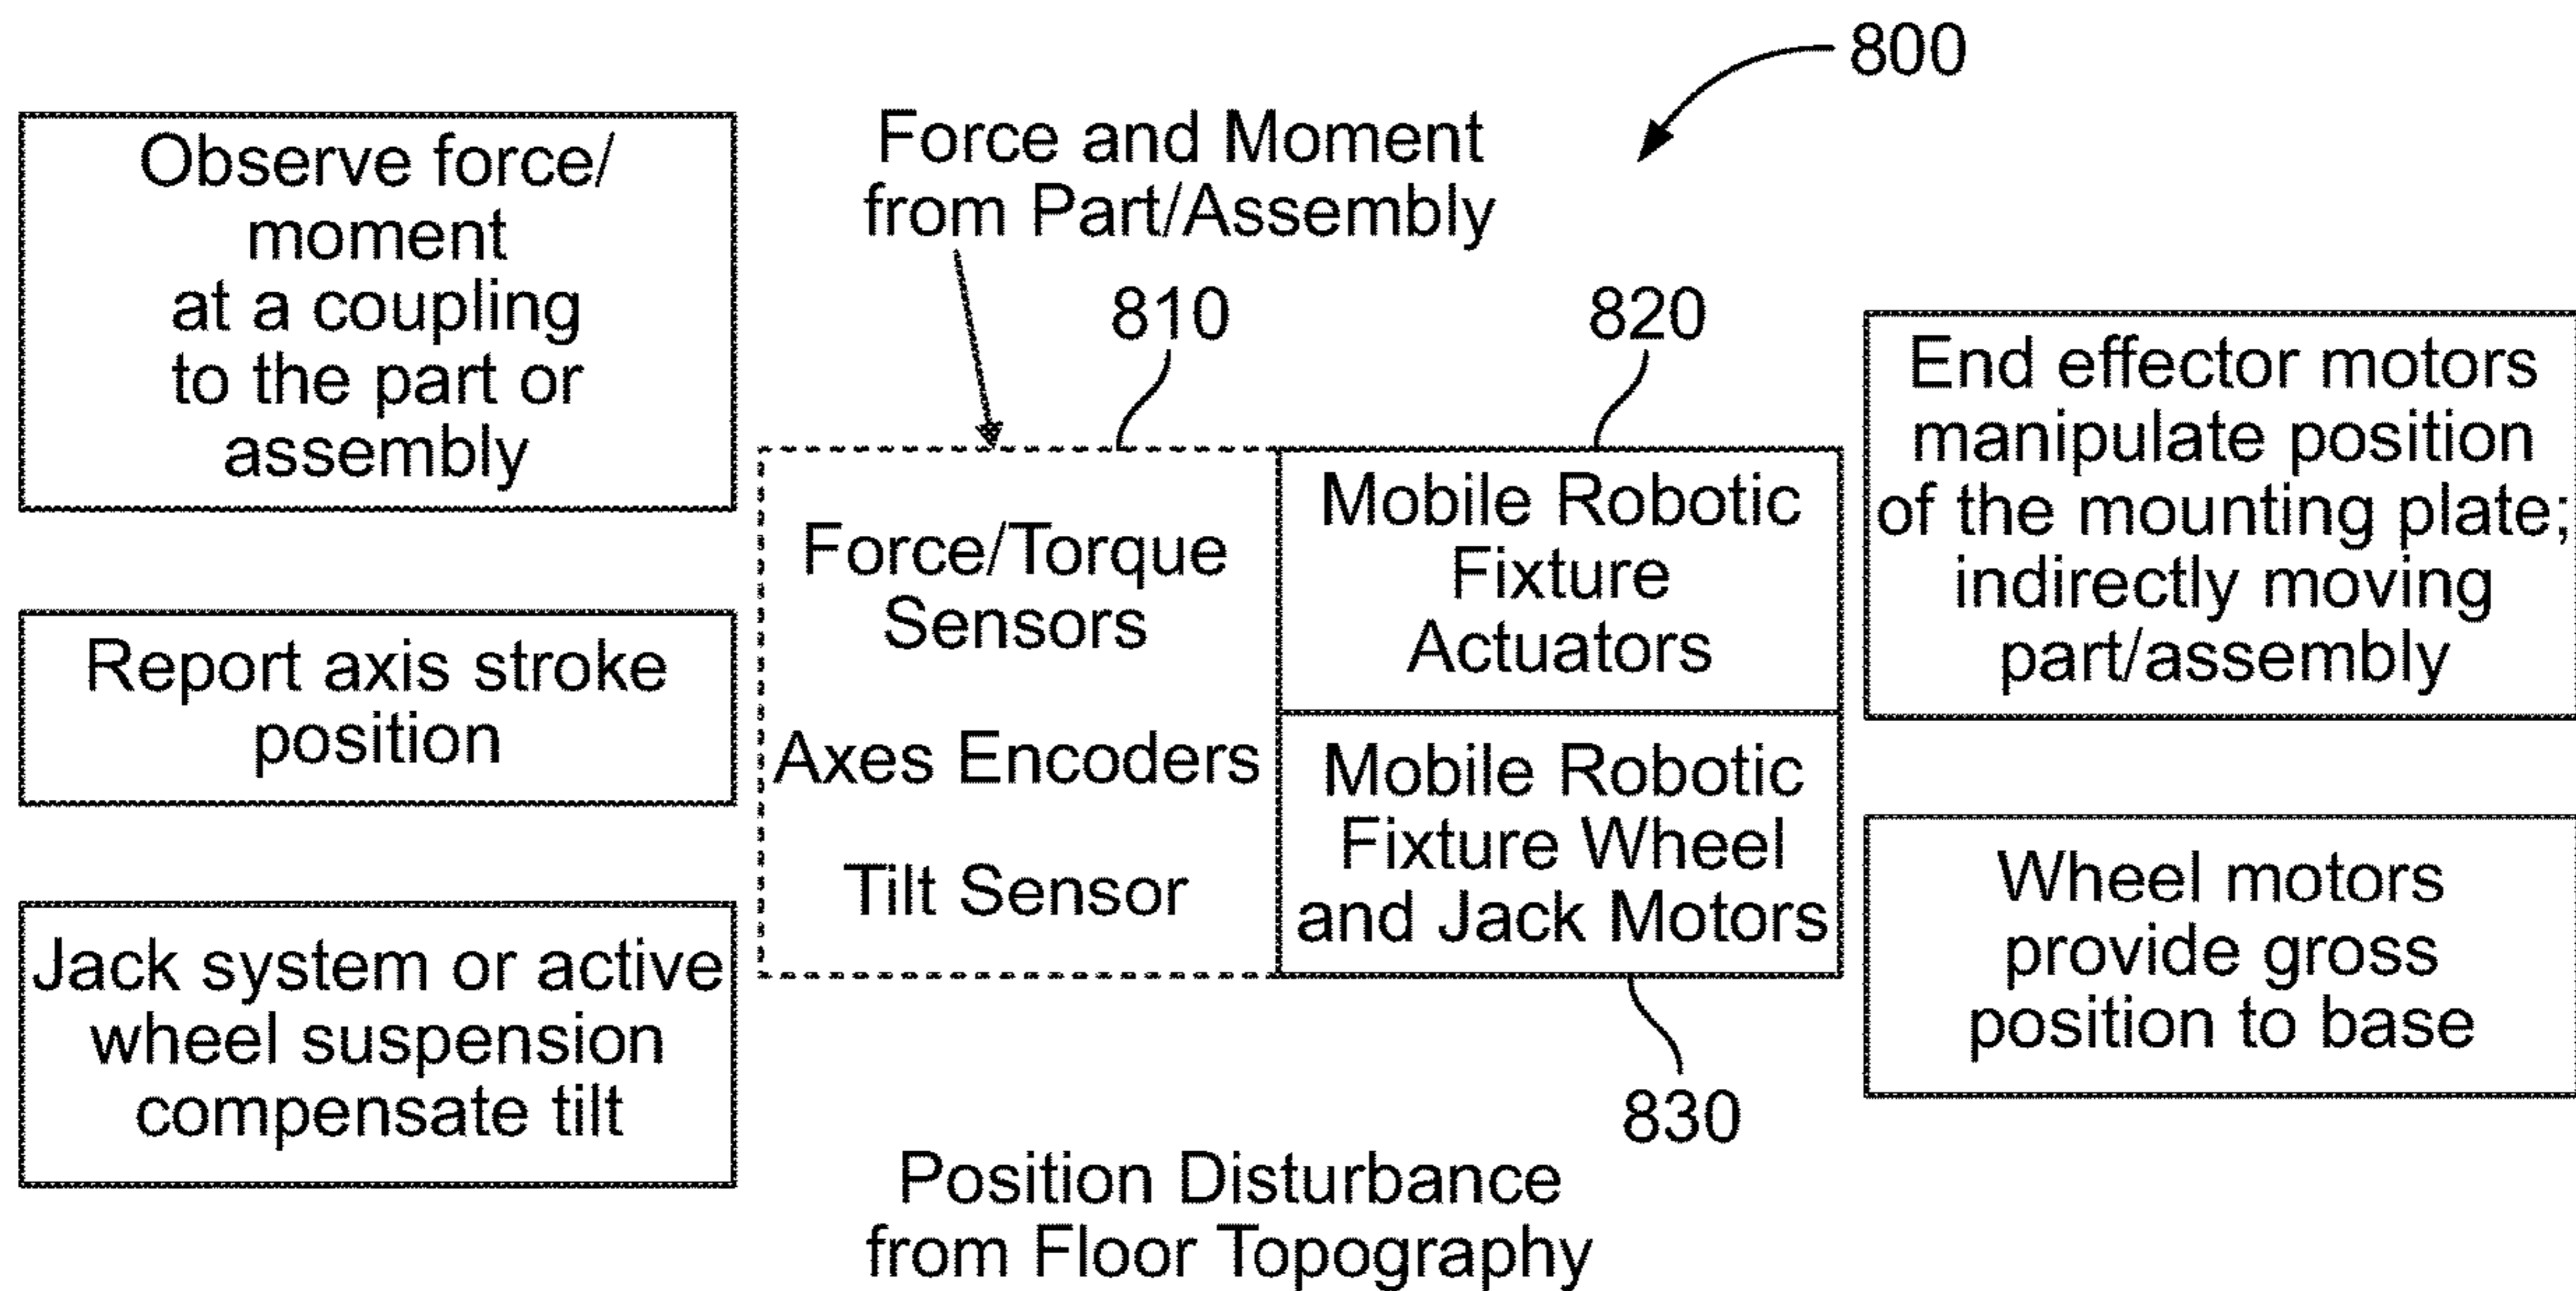 800
Observe force/
moment
at a coupling
to the part or
assembly
Force and Moment
from Part/Assembly
810
820
Report axis stroke
position
Jack system or active
wheel suspension
compensate tilt
Force/Torque
Sensors
Axes Encoders
Tilt Sensor
Mobile Robotic
Fixture
Actuators
Mobile Robotic
Fixture Wheel
and Jack Motors
End effector motors
manipulate position
of the mounting plate;
indirectly moving
part/assembly
Wheel motors
provide gross
position to base
830
Position Disturbance
from Floor Topography